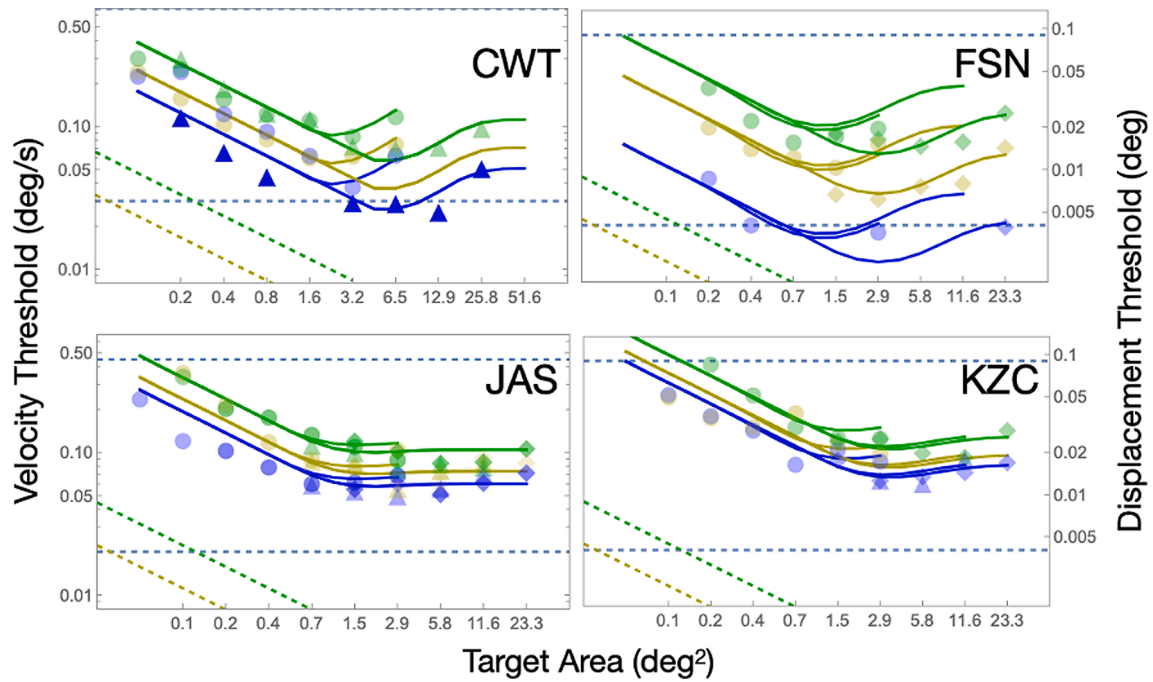 0.50
0.10
0.05
0.01
CWT
0.2 0.4 0.8 1.6 3.2 6.5 12.9 25.8 51.6
FSN
0.1
0.05
0.02
0.01
0.005
0.1 0.2 0.4 0.7 1.5 2.9 5.8 11.6 23.3
Velocity Threshold (deg/s)
Displacement Threshold (deg)
0.50
0.10
0.05
0.01
JAS
0.1 0.2 0.4 0.7 1.5 2.9 5.8 11.6 23.3
KZC
0.1
0.05
0.02
0.01
0.005
0.1 0.2 0.4 0.7 1.5 2.9 5.8 11.6 23.3
Target Area (deg²)